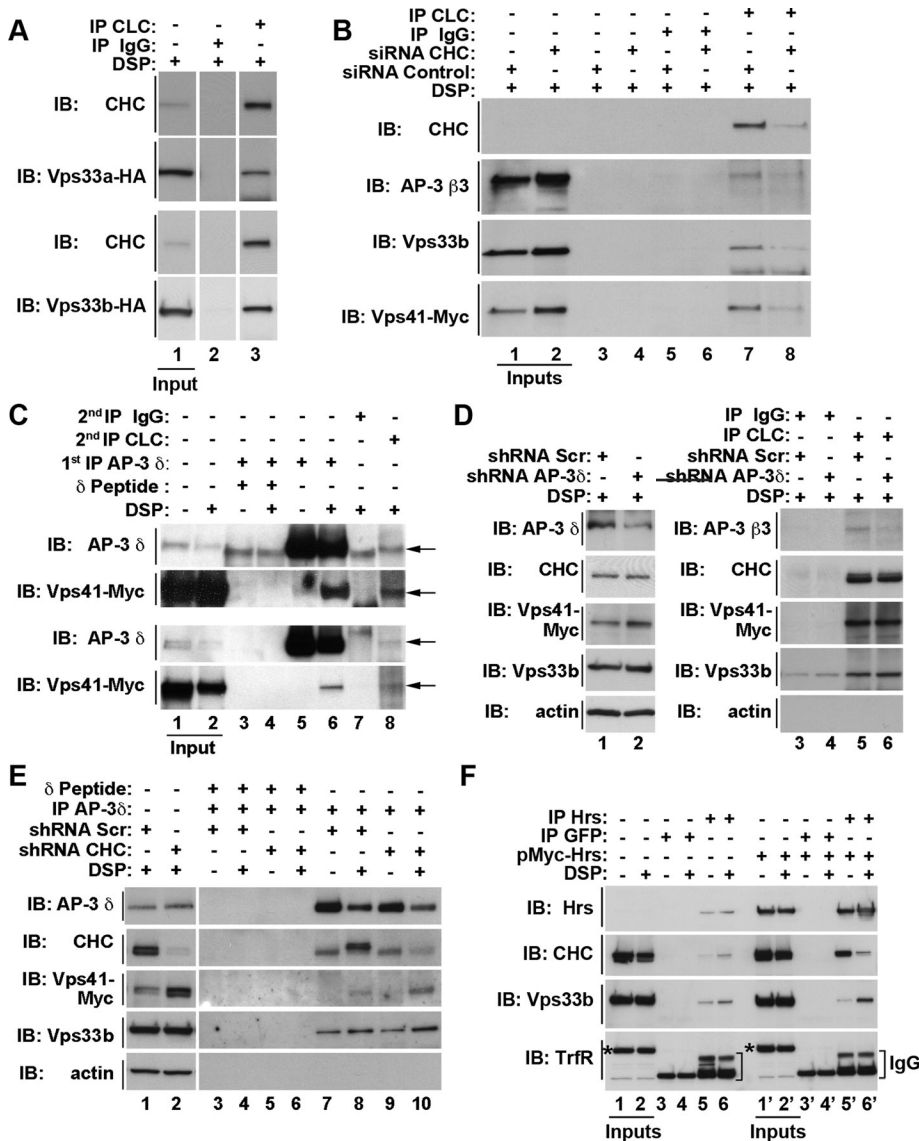 A
IP CLC - - +
IP IgG - + -
DSP: + + +
IB: CHC
IB: Vps33a-HA
IB: CHC
IB: Vps33b-HA
1 2 3
Input
B
IP CLC - - - - - - + +
IP IgG - - - - + + - -
siRNA CHC - + - + - + - +
siRNA Control: + - + - + - + -
DSP: + + + + + + + +
IB: CHC
IB: AP-3 β3
IB: Vps33b
IB: Vps41-Myc
1 2 3 4 5 6 7 8
Inputs
C
2nd IP IgG: - - - - - - + -
2nd IP CLC: - - - - - - - +
1st IP AP-3 δ: - - + + + + - -
δ Peptide : - - + + - - - -
DSP: - + - + - + + +
IB: AP-3 δ
IB: Vps41-Myc
IB: AP-3 δ
IB: Vps41-Myc
1 2 3 4 5 6 7 8
Input
D
IP IgG: + + - -
IP CLC: - - + +
shRNA Scr: + - shRNA Scr: + - + -
shRNA AP-3δ: - + shRNA AP-3δ: - + - +
DSP: + + DSP: + + + +
IB: AP-3 δ IB: AP-3 β3
IB: CHC IB: CHC
IB: Vps41-Myc IB: Vps41-Myc
IB: Vps33b IB: Vps33b
IB: actin IB: actin
1 2 3 4 5 6
E
δ Peptide - - + + + + - - - -
IP AP-3δ: - - + + + + + + + +
shRNA Scr: + - + + - - + + - -
shRNA CHC: - + - - + + - - + +
DSP: + + - + - + - + - +
IB: AP-3 δ
IB: CHC
IB: Vps41-
Myc
IB: Vps33b
IB: actin
1 2 3 4 5 6 7 8 9 10
F
IP Hrs: - - - - + + - - - - + +
IP GFP: - - + + - - - - + + - -
pMyc-Hrs: - - - - - - + + + + + +
DSP: - + - + - + - + - + - +
IB: Hrs
IB: CHC
IB: Vps33b
IB: TrfR * * IgG
1 2 3 4 5 6 1’ 2’ 3’ 4’ 5’ 6’
Inputs Inputs